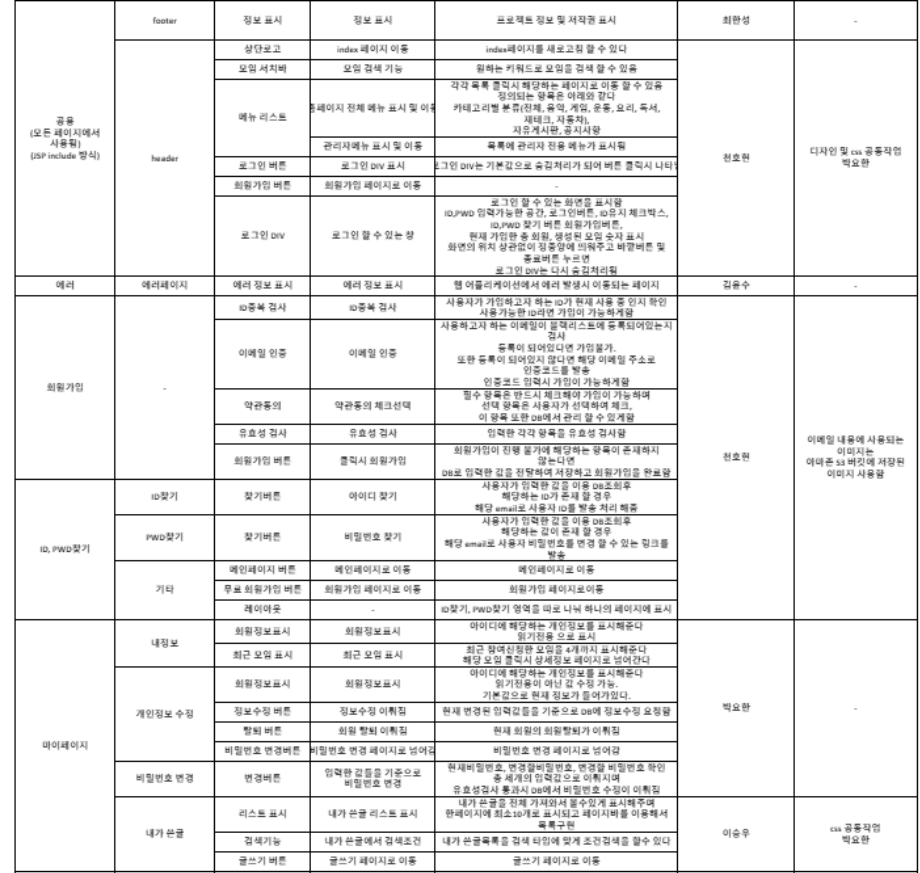 footer 정보 표시 정보 표시 프로젝트 정보 및 저작권 표시 최한성 -
공용
(모든 페이지에서
사용됨)
(JSP include 방식)
header
상단로고 index 페이지 이동 index페이지를 새로고침 할 수 있다
모임 서치바 모임 검색 기능 원하는 키워드로 모임을 검색 할 수 있음
메뉴 리스트
홈페이지 전체 메뉴 표시 및 이동
각각 목록 클릭시 해당하는 페이지로 이동 할 수 있음
정의되는 항목은 아래와 같다
카테고리별 분류(전체, 음악, 게임, 운동, 요리, 독서,
재테크, 자동차),
자유게시판, 공지사항
관리자메뉴 표시 및 이동 목록에 관리자 전용 메뉴가 표시됨
로그인 버튼 로그인 DIV 표시 로그인 DIV는 기본값으로 숨김처리가 되어 버튼 클릭시 나타
회원가입 버튼 회원가입 페이지로 이동 -
로그인 DIV 로그인 할 수 있는 창
로그인 할 수 있는 화면을 표시함
ID,PWD 입력가능한 공간, 로그인버튼, ID유지 체크박스,
ID,PWD 찾기 버튼 회원가입버튼,
현재 가입한 총 회원, 생성된 모임 숫자 표시
화면의 위치 상관없이 정중앙에 띄워주고 바깥버튼 및
종료버튼 누르면
로그인 DIV는 다시 숨김처리됨
천호현
디자인 및 css 공통작업
박요한
에러 에러페이지 에러 정보 표시 에러 정보 표시 웹 어플리케이션에서 에러 발생시 이동되는 페이지 김윤수 -
회원가입 -
ID중복 검사 ID중복 검사
사용자가 가입하고자 하는 ID가 현재 사용 중 인지 확인
사용가능한 ID라면 가입이 가능하게함
이메일 인증 이메일 인증
사용하고자 하는 이메일이 블랙리스트에 등록되어있는지
검사
등록이 되어있다면 가입불가.
또한 등록이 되어있지 않다면 해당 이메일 주소로
인증코드를 발송
인증코드 입력시 가입이 가능하게함
약관동의 약관동의 체크선택
필수 항목은 반드시 체크해야 가입이 가능하며
선택 항목은 사용자가 선택하여 체크,
이 항목 또한 DB에서 관리 할 수 있게함
유효성 검사 유효성 검사 입력한 각각 항목을 유효성 검사함
회원가입 버튼 클릭시 회원가입
회원가입이 진행 불가에 해당하는 항목이 존재하지
않는다면
DB로 입력한 값을 전달하여 저장하고 회원가입을 완료함
천호현
이메일 내용에 사용되는
이미지는
아마존 S3 버킷에 저장된
이미지 사용함
ID, PWD찾기
ID찾기 찾기버튼 아이디 찾기
사용자가 입력한 값을 이용 DB조회후
해당하는 ID가 존재 할 경우
해당 email로 사용자 ID를 발송 처리 해줌
PWD찾기 찾기버튼 비밀번호 찾기
사용자가 입력한 값을 이용 DB조회후
해당하는 값이 존재 할 경우
해당 email로 사용자 비밀번호를 변경 할 수 있는 링크를
발송
기타
메인페이지 버튼 메인페이지로 이동 메인페이지로 이동
무료 회원가입 버튼 회원가입 페이지로 이동 회원가입 페이지로이동
레이아웃 - ID찾기, PWD찾기 영역을 따로 나눠 하나의 페이지에 표시
마이페이지
내정보
회원정보표시 회원정보표시
아이디에 해당하는 개인정보를 표시해준다
읽기전용 으로 표시
최근 모임 표시 최근 모임 표시
최근 참여신청한 모임을 4개까지 표시해준다
해당 모임 클릭시 상세정보 페이지로 넘어간다
개인정보 수정
회원정보표시 회원정보표시
아이디에 해당하는 개인정보를 표시해준다
읽기전용이 아닌 값 수정 가능.
기본값으로 현재 정보가 들어가있다.
정보수정 버튼 정보수정 이뤄짐 현재 변경된 입력값들을 기준으로 DB에 정보수정 요청함
탈퇴 버튼 회원 탈퇴 이뤄짐 현재 회원의 회원탈퇴가 이뤄짐
비밀번호 변경버튼 비밀번호 변경 페이지로 넘어감 비밀번호 변경 페이지로 넘어감
비밀번호 변경 변경버튼
입력한 값들을 기준으로
비밀번호 변경
현재비밀번호, 변경할비밀번호, 변경할 비밀번호 확인
총 세개의 입력값으로 이뤄지며
유효성검사 통과시 DB에서 비밀번호 수정이 이뤄짐
박요한 -
내가 쓴글
리스트 표시 내가 쓴글 리스트 표시
내가 쓴글을 전체 가져와서 볼수있게 표시해주며
한페이지에 최소10개로 표시되고 페이지바를 이용해서
목록구현
검색기능 내가 쓴글에서 검색조건 내가 쓴글목록을 검색 타입에 맞게 조건검색을 할수 있다
글쓰기 버튼 글쓰기 페이지로 이동 글쓰기 페이지로 이동
이승우
css 공통작업
박요한